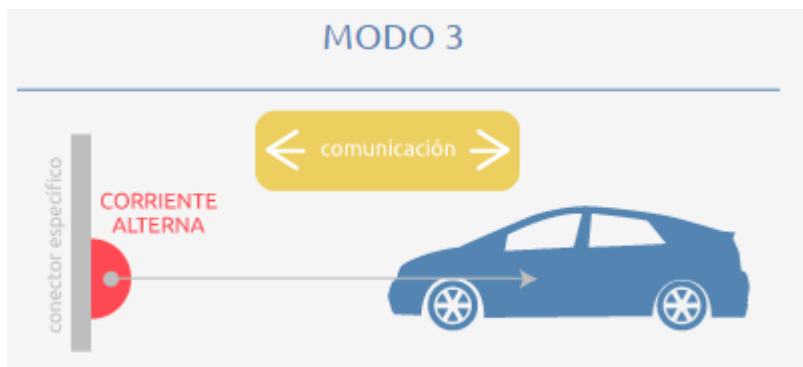 MODO 3
comunicación
conector específico
CORRIENTE
ALTERNA